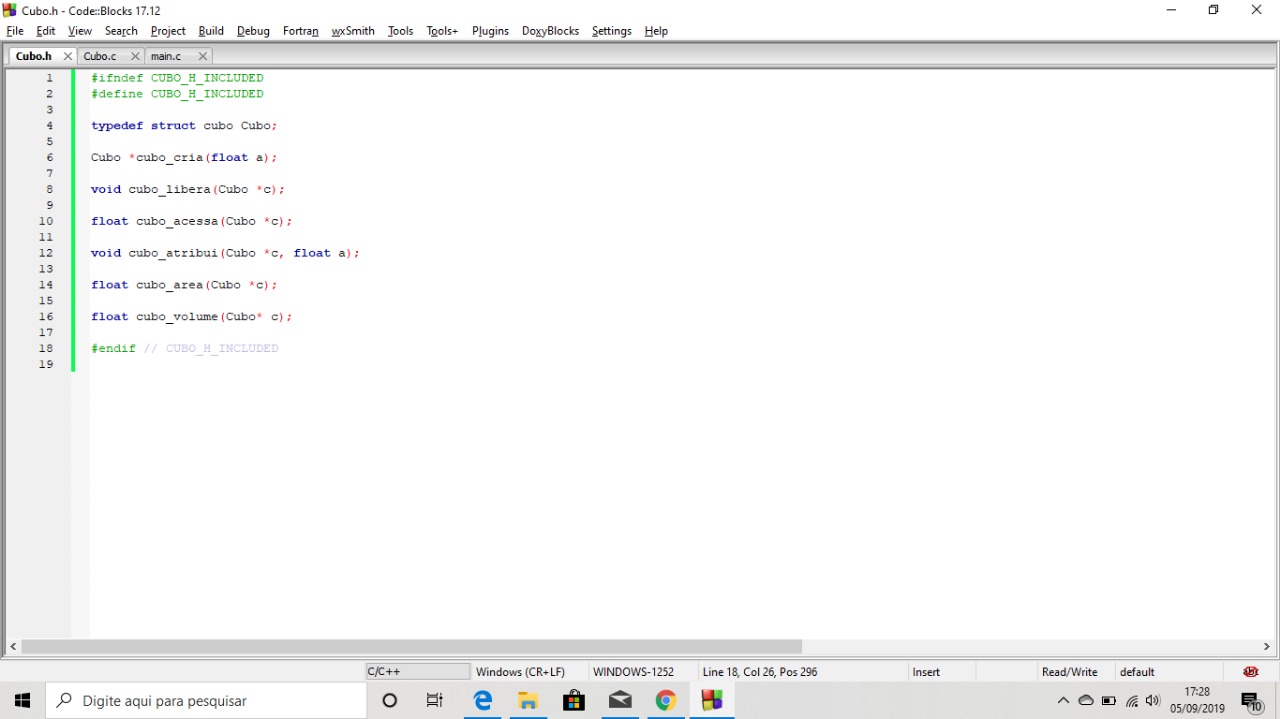 Cubo.h - Code::Blocks 17.12
File Edit View Search Project Build Debug Fortran wxSmith Tools Tools+ Plugins DoxyBlocks Settings Help
Cubo.h Cubo.c main.c
1 #ifndef CUBO_H_INCLUDED
2 #define CUBO_H_INCLUDED
3
4 typedef struct cubo Cubo;
5
6 Cubo *cubo_cria(float a);
7
8 void cubo_libera(Cubo *c);
9
10 float cubo_acessa(Cubo *c);
11
12 void cubo_atribui(Cubo *c, float a);
13
14 float cubo_area(Cubo *c);
15
16 float cubo_volume(Cubo* c);
17
18 #endif // CUBO_H_INCLUDED
19
C/C++ Windows (CR+LF) WINDOWS-1252 Line 18, Col 26, Pos 296 Insert Read/Write default
Digite aqui para pesquisar
17:28
05/09/2019
10